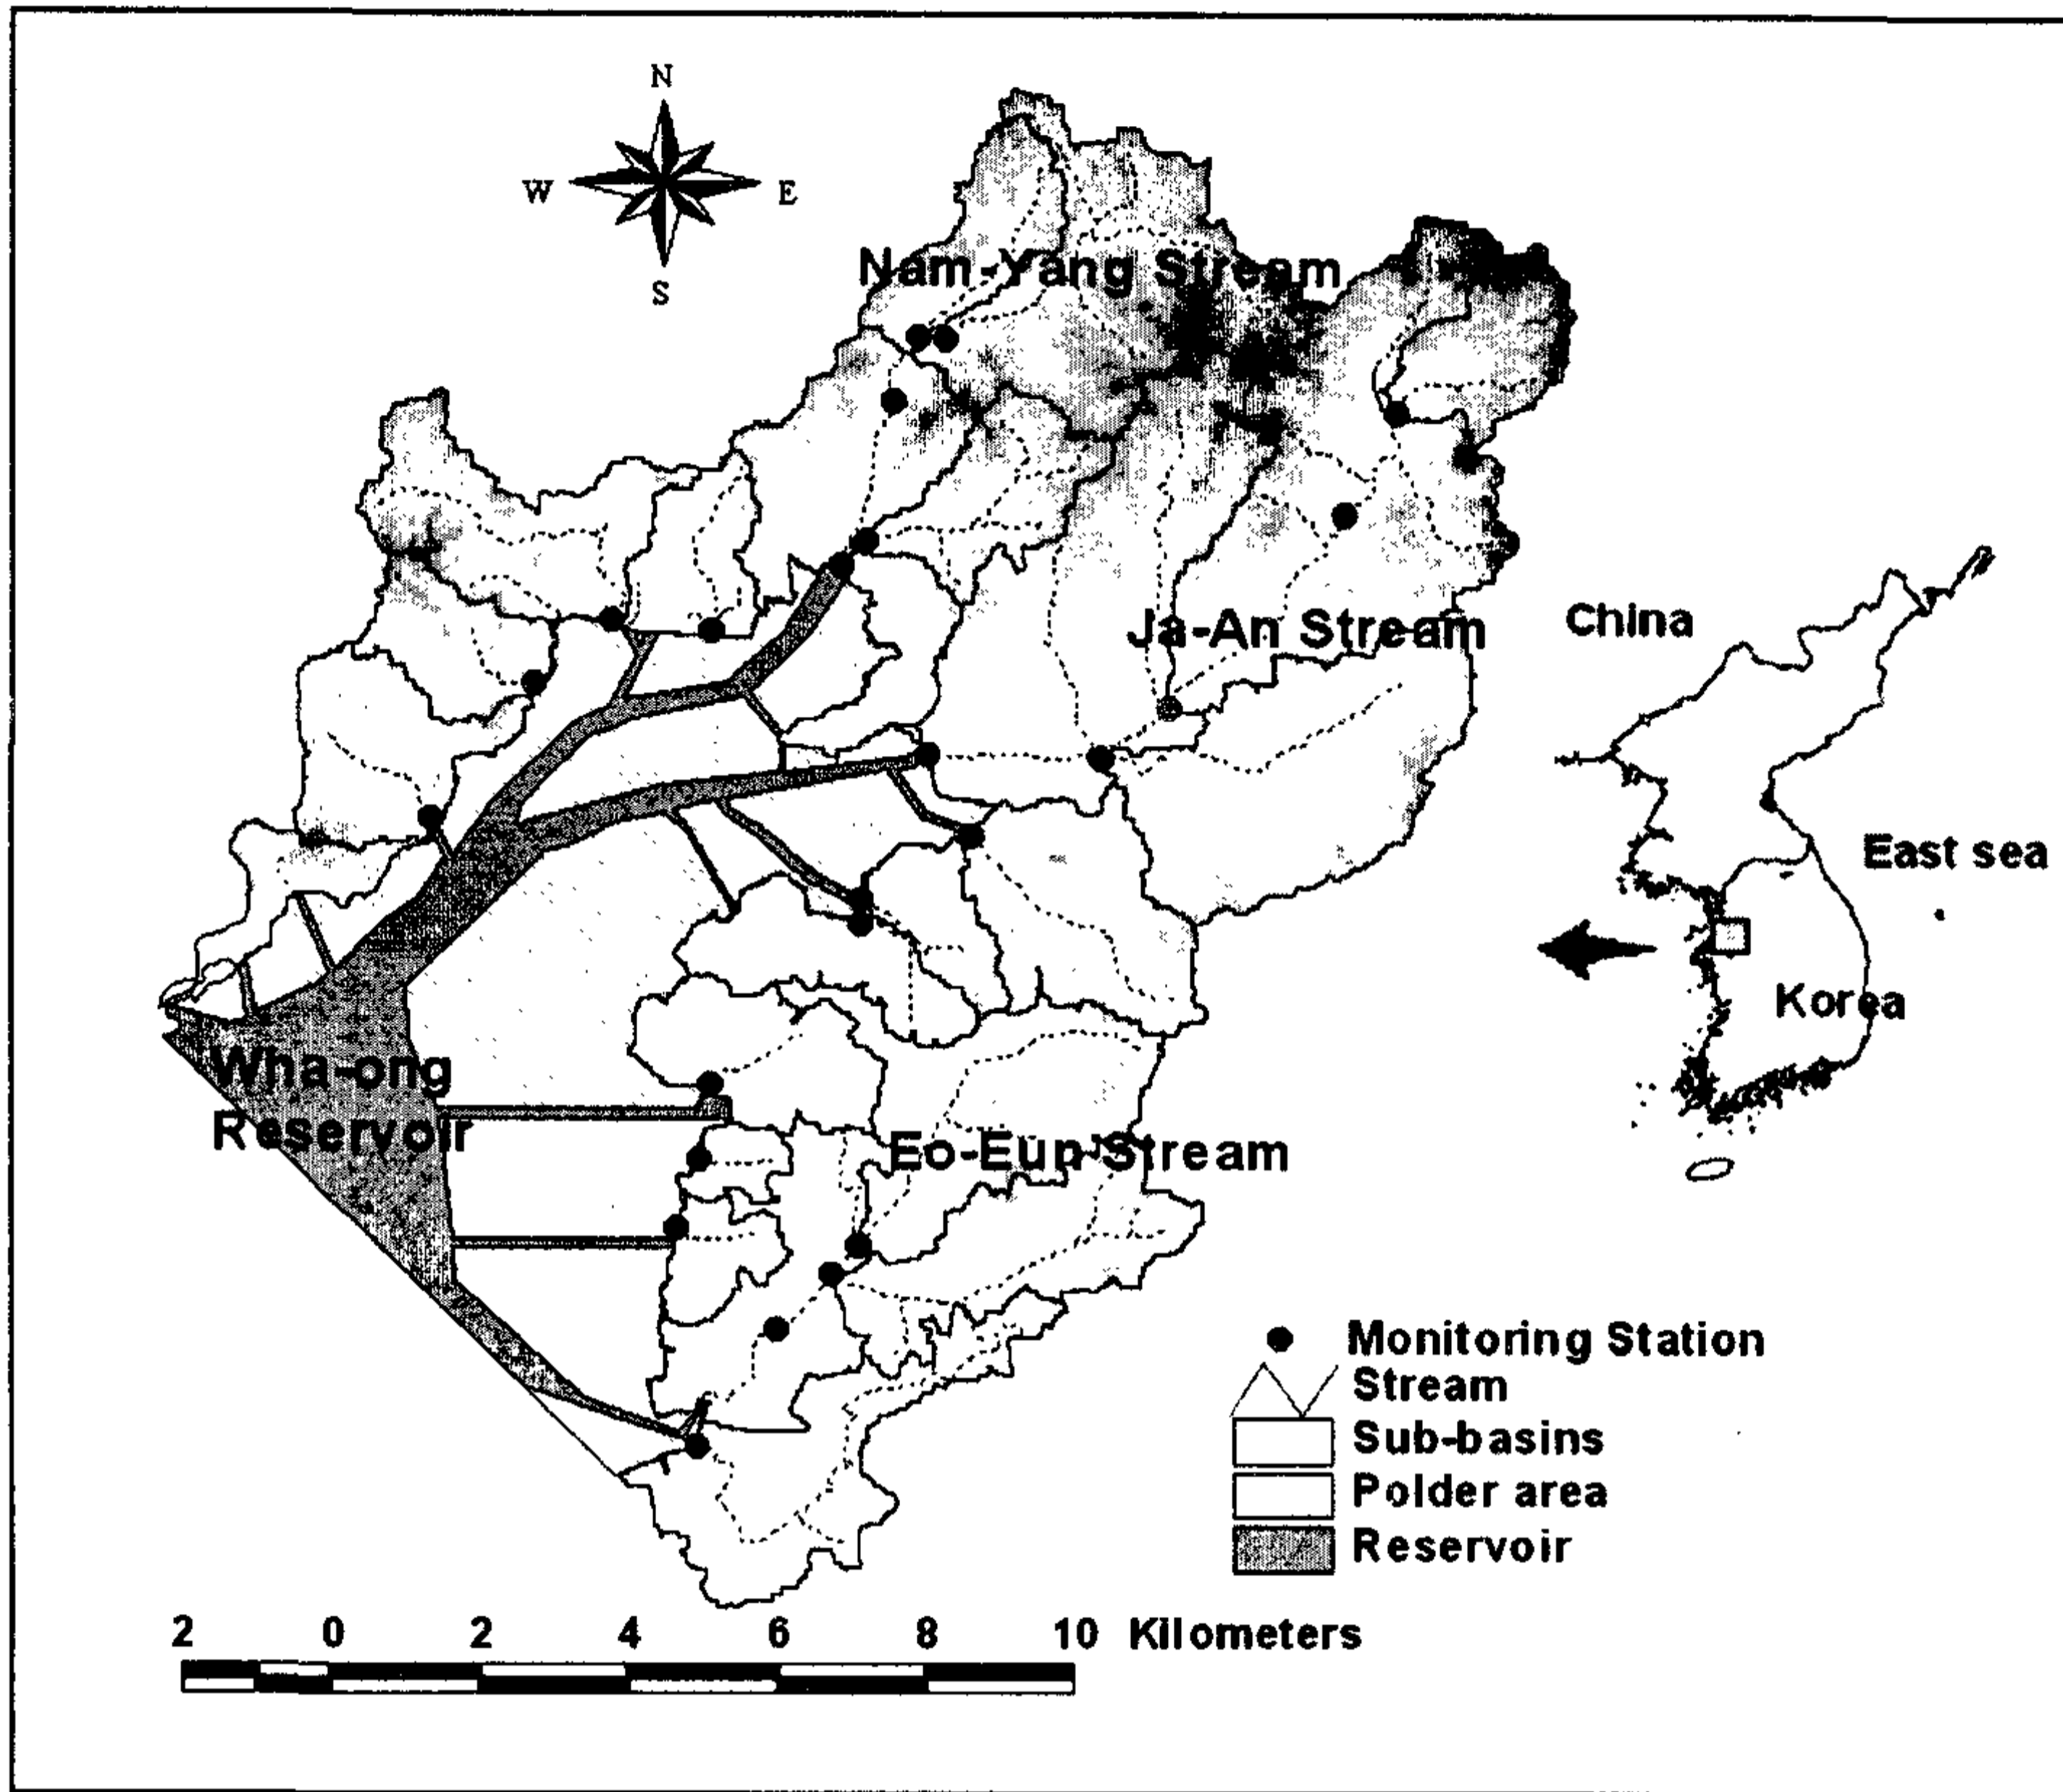 N
W E
S
Nam-Yang Stream
Ja-An Stream
China
East sea
Korea
Wha-ong
Reservoir
Eo-Eun Stream
Monitoring Station
Stream
Sub-basins
Polder area
Reservoir
2 0 2 4 6 8 10 Kilometers